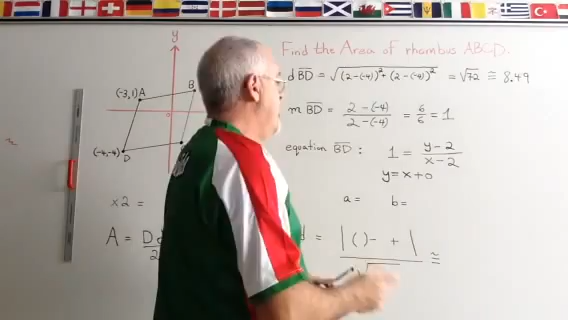 Find the Area of rhombus ABCD.
y
d BD = √(2-(-4))²+(2-(-4))² = √72 ≅ 8.49
(-3,1) A
B
m BD = 2-(-4) / 2-(-4) = 6/6 = 1
equation BD : 1 = y-2 / x-2
(-4,-4) D
y = x+0
x2 =
a = b =
A = D
2
d = |( )- + | / √ ≅